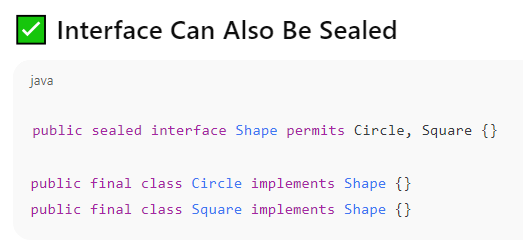 ✅ Interface Can Also Be Sealed
java
public sealed interface Shape permits Circle, Square {}
public final class Circle implements Shape {}
public final class Square implements Shape {}